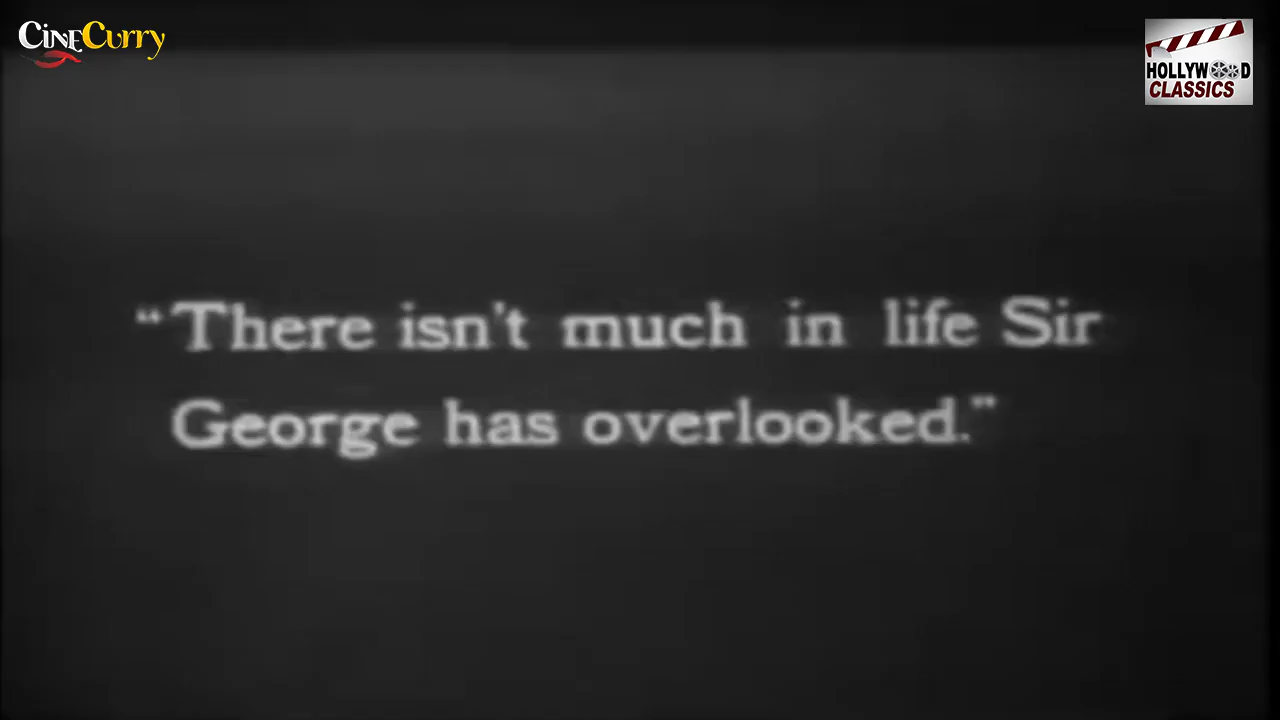 CINECURRY
HOLLYWOOD
CLASSICS
“There isn't much in life Sir
George has overlooked.”